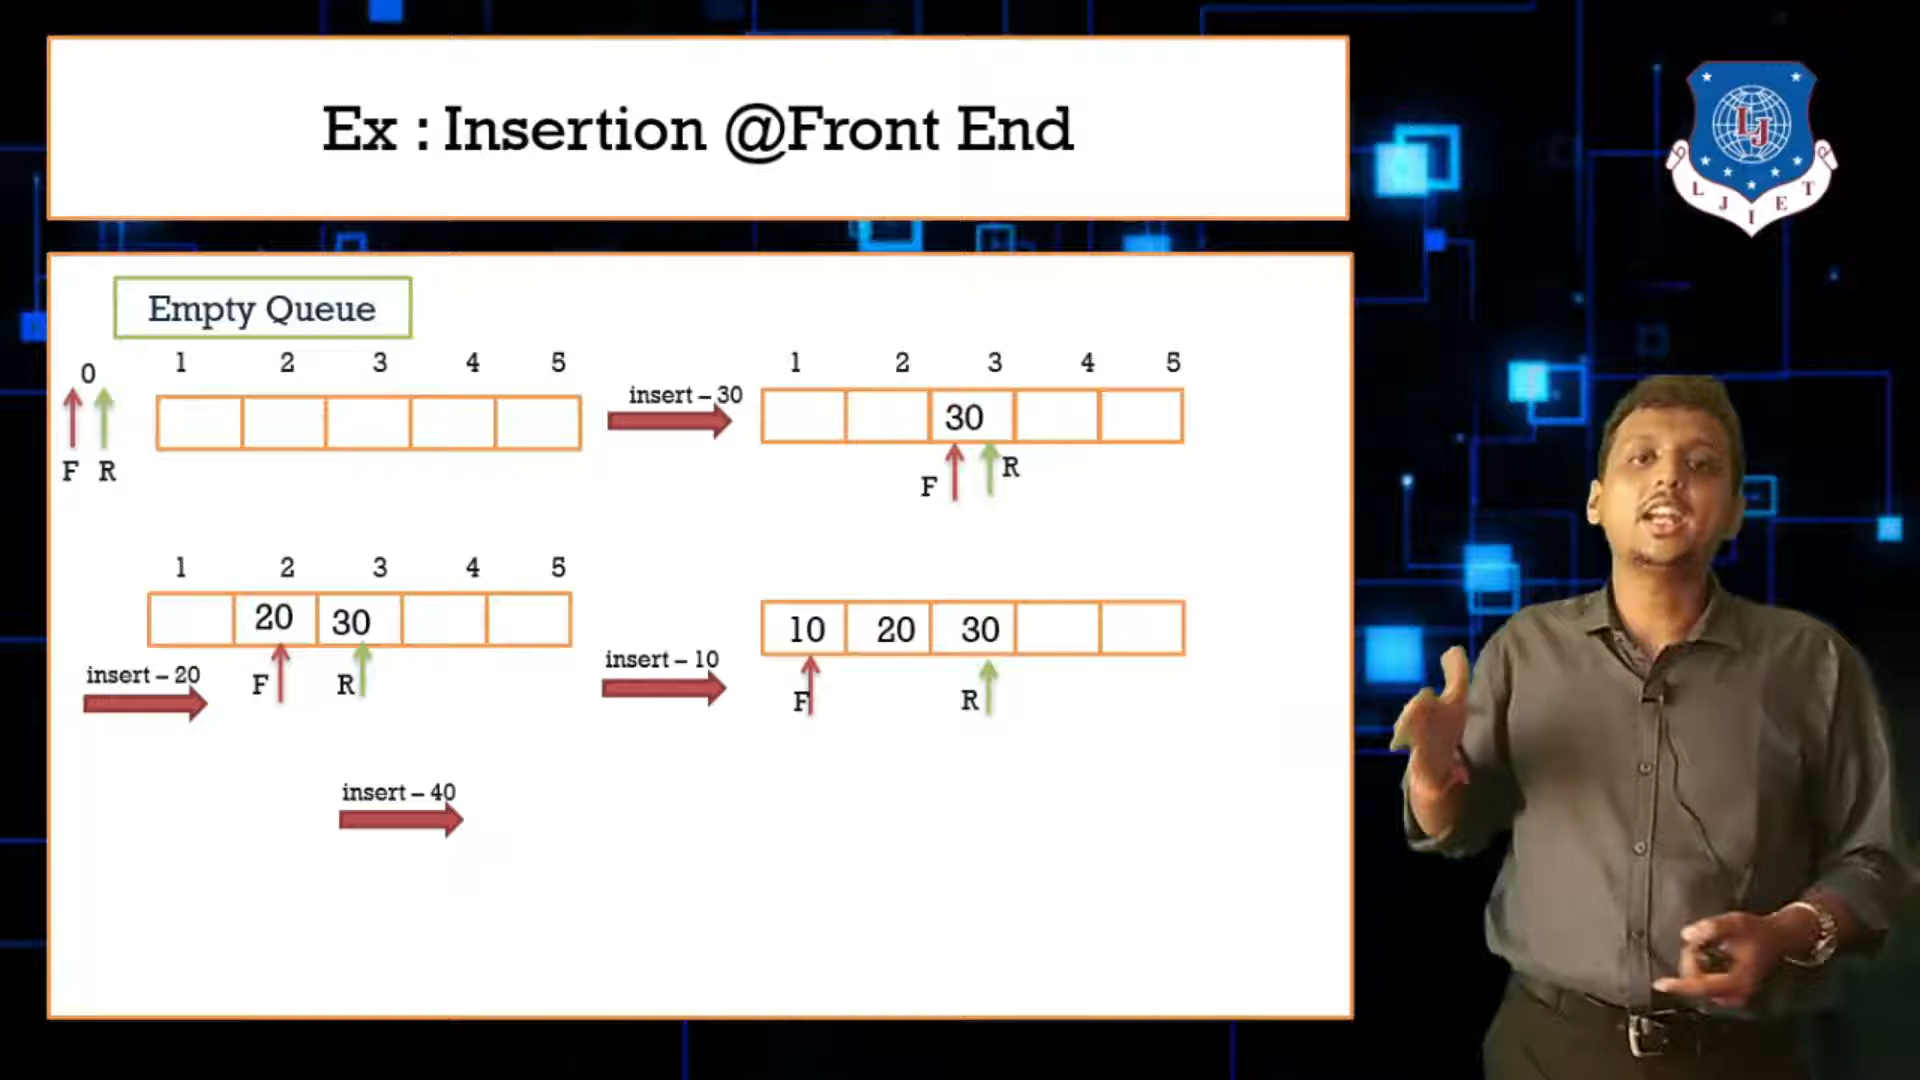 Ex : Insertion @Front End
L J I E T
LJ
Empty Queue
0
1 2 3 4 5
F R
insert – 30
1 2 3 4 5
30
F R
1 2 3 4 5
20 30
insert – 20
F R
insert – 10
10 20 30
F R
insert – 40